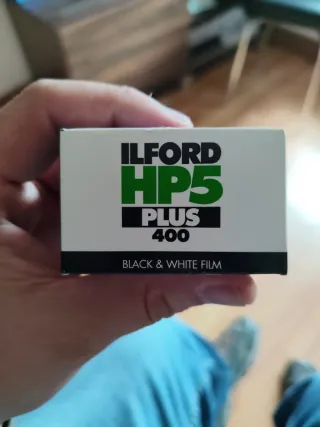 ILFORD
HP5
PLUS
400
BLACK & WHITE FILM